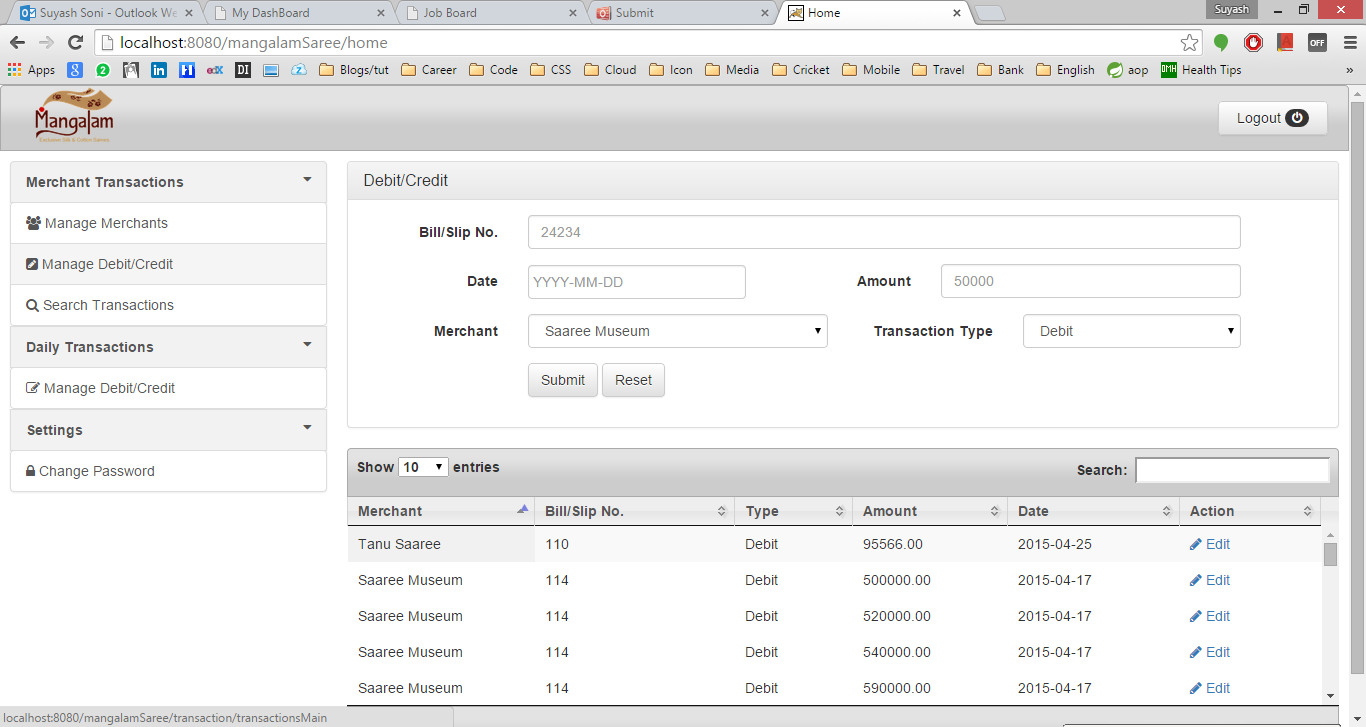 Suyash Soni - Outlook We
My DashBoard
Job Board
Submit
Home
Suyash
localhost:8080/mangalamSaree/home
OFF
Apps
Blogs/tut
Career
Code
CSS
Cloud
Icon
Media
Cricket
Mobile
Travel
Bank
English
aop
Health Tips
»
Mangalam
Logout
Merchant Transactions
Manage Merchants
Manage Debit/Credit
Search Transactions
Daily Transactions
Manage Debit/Credit
Settings
Change Password
Debit/Credit
Bill/Slip No. 24234
Date YYYY-MM-DD Amount 50000
Merchant Saaree Museum Transaction Type Debit
Submit Reset
Show 10 entries Search:
Merchant Bill/Slip No. Type Amount Date Action
Tanu Saaree 110 Debit 95566.00 2015-04-25 Edit
Saaree Museum 114 Debit 500000.00 2015-04-17 Edit
Saaree Museum 114 Debit 520000.00 2015-04-17 Edit
Saaree Museum 114 Debit 540000.00 2015-04-17 Edit
Saaree Museum 114 Debit 590000.00 2015-04-17 Edit
localhost:8080/mangalamSaree/transaction/transactionsMain